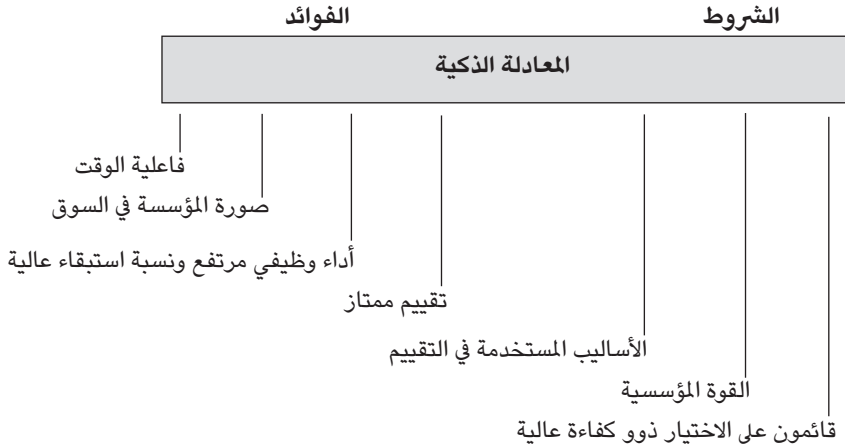 الشروط
الفوائد
المعادلة الذكية
فاعلية الوقت
صورة المؤسسة في السوق
أداء وظيفي مرتفع ونسبة استبقاء عالية
تقييم ممتاز
الأساليب المستخدمة في التقييم
القوة المؤسسية
قائمون على الاختيار ذوو كفاءة عالية